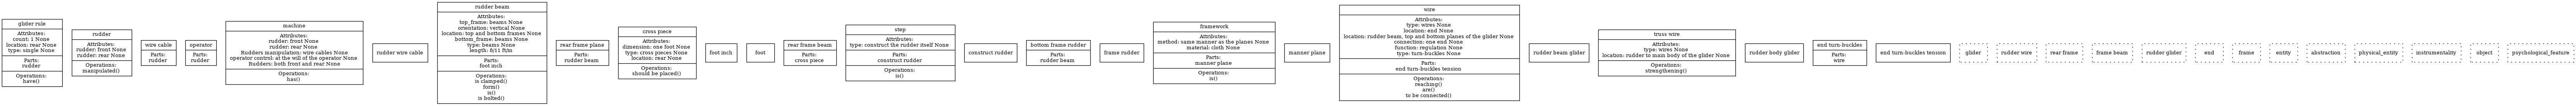 glider rule
Attributes:
count: 1 None
location: rear None
type: single None
Parts:
rudder
Operations:
have()
rudder
Attributes:
rudder: front None
rudder: rear None
Operations:
manipulated()
wire cable
Parts:
rudder
operator
Parts:
rudder
machine
Attributes:
rudder: front None
rudder: rear None
Rudders manipulation: wire cables None
operator control: at the will of the operator None
Rudders: both front and rear None
Operations:
has()
rudder wire cable
rudder beam
Attributes:
top_frame: beams None
orientation: vertical None
location: top and bottom frames None
bottom_frame: beams None
type: beams None
length: 8/11 ft/in
Parts:
foot inch
Operations:
is clamped()
form()
is()
is bolted()
rear frame plane
Parts:
rudder beam
cross piece
Attributes:
dimension: one foot None
type: cross pieces None
location: rear None
Operations:
should be placed()
foot inch
foot
rear frame beam
Parts:
cross piece
step
Attributes:
type: construct the rudder itself None
Parts:
construct rudder
Operations:
is()
construct rudder
bottom frame rudder
Parts:
rudder beam
frame rudder
framework
Attributes:
method: same manner as the planes None
material: cloth None
Parts:
manner plane
Operations:
is()
manner plane
wire
Attributes:
type: wires None
location: end None
location: rudder beam, top and bottom planes of the glider None
connection: one end None
function: regulation None
type: turn-buckles None
Parts:
end turn-buckles tension
Operations:
reaching()
are()
to be connected()
rudder beam glider
truss wire
Attributes:
type: wires None
location: rudder to main body of the glider None
Operations:
strengthening()
rudder body glider
end turn-buckles
Parts:
wire
end turn-buckles tension
glider
rudder wire
rear frame
frame beam
rudder glider
end
frame
entity
abstraction
physical_entity
instrumentality
object
psychological_feature